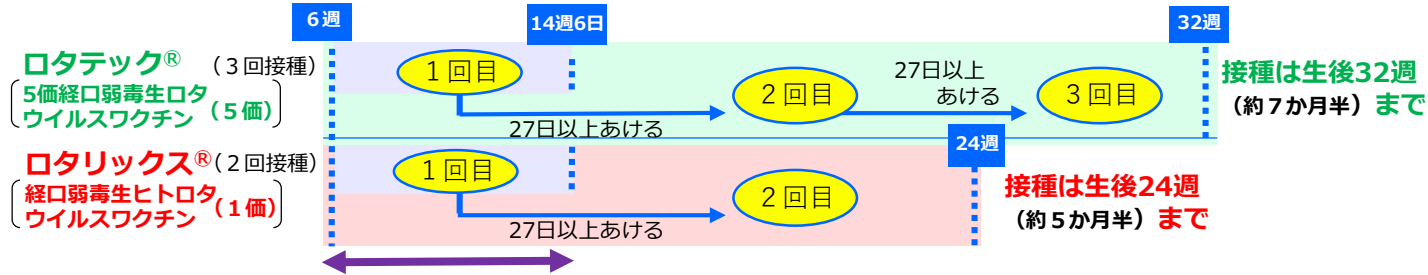 6週
14週6日
32週
ロタテック® (3回接種)
5価経口弱毒生ロタ
ウイルスワクチン (5価)
1回目
27日以上あける
2回目
27日以上
あける
3回目
接種は生後32週
(約7か月半) まで
ロタリックス® (2回接種)
経口弱毒生ヒトロタ
ウイルスワクチン (1価)
1回目
27日以上あける
2回目
24週
接種は生後24週
(約5か月半) まで